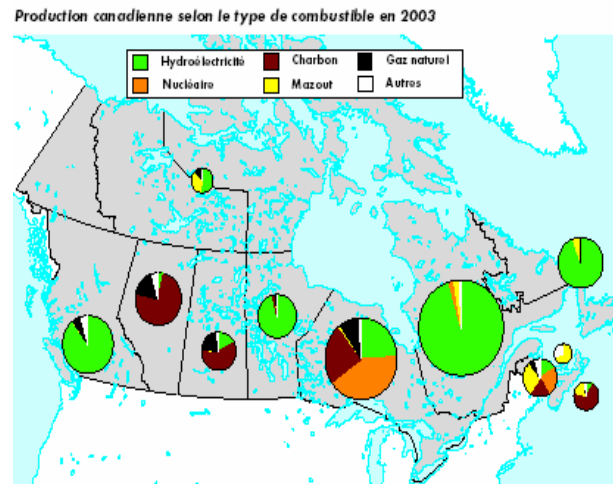 Production canadienne selon le type de combustible en 2003
Hydroélectricité Charbon Gaz naturel
Nucléaire Mazout Autres